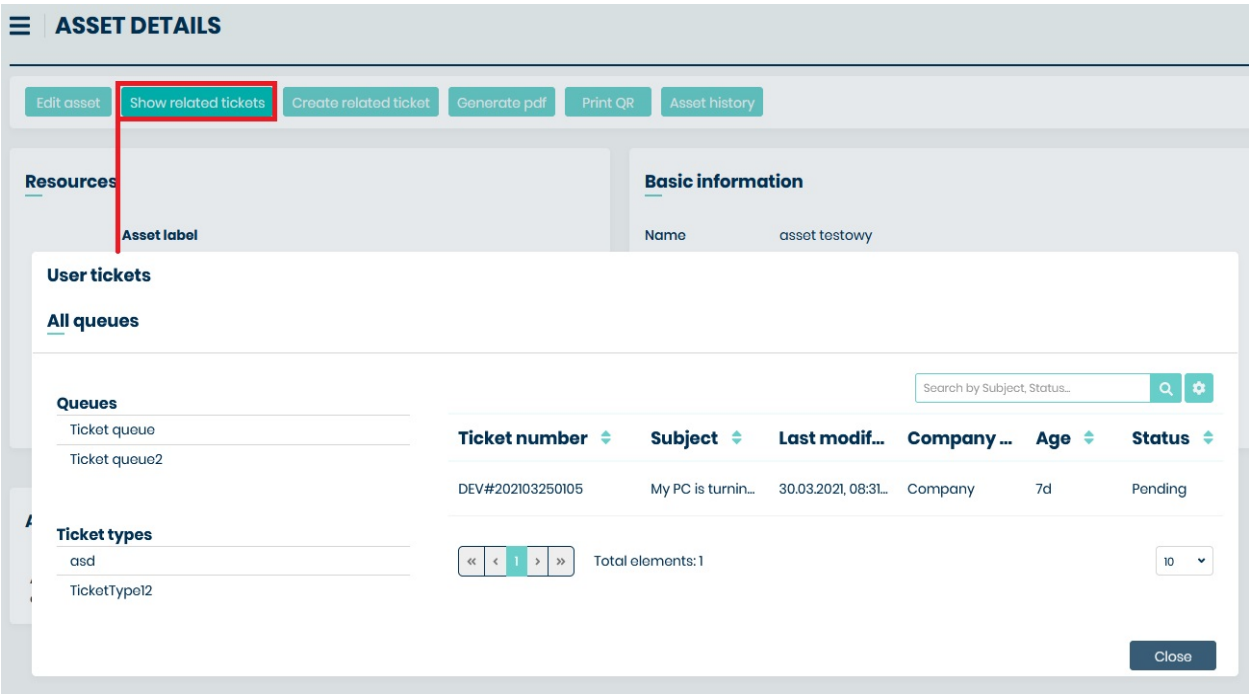 ASSET DETAILS
Edit asset Show related tickets Create related ticket Generate pdf Print QR Asset history
Resources
Basic information
Asset label
Name asset testowy
User tickets
All queues
Queues
Ticket queue
Ticket queue2
Ticket types
asd
TicketType12
Search by Subject, Status...
Ticket number Subject Last modif... Company ... Age Status
DEV#202103250105 My PC is turnin... 30.03.2021, 08:31... Company 7d Pending
« ‹ 1 › » Total elements: 1 10
Close